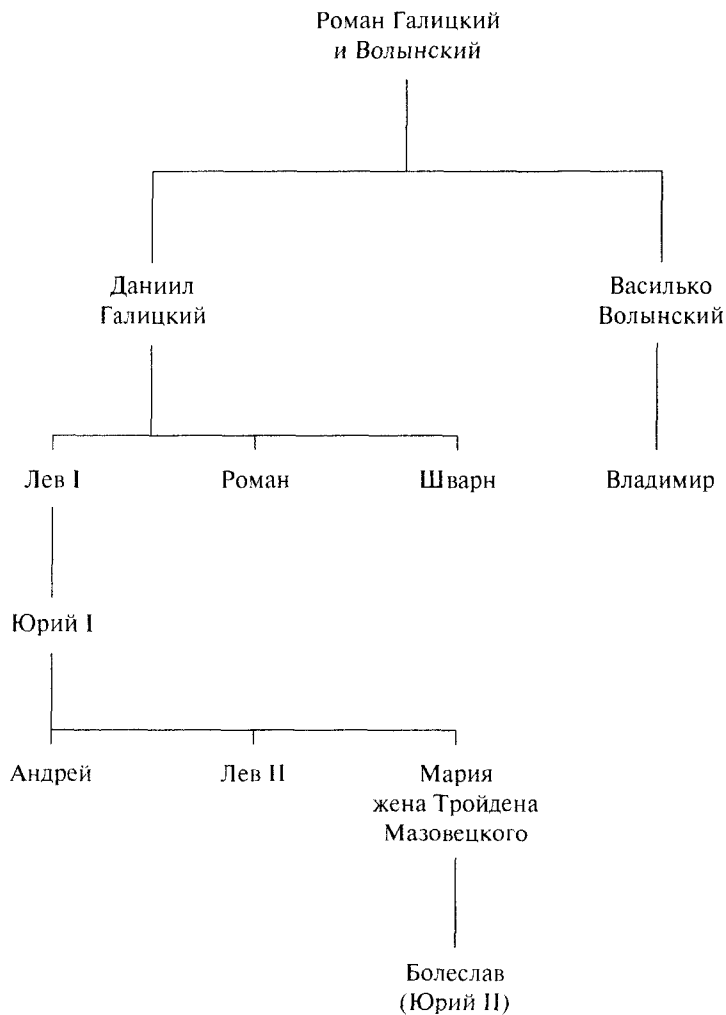 Роман Галицкий
и Волынский
Даниил
Галицкий
Василько
Волынский
Лев I
Роман
Шварн
Владимир
Юрий I
Андрей
Лев II
Мария
жена Тройдена
Мазовецкого
Болеслав
(Юрий II)